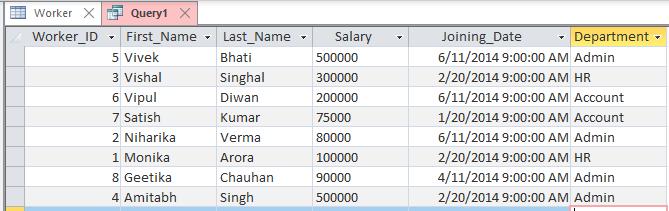 Worker Query1
Worker_ID First_Name Last_Name Salary Joining_Date Department
5 Vivek Bhati 500000 6/11/2014 9:00:00 AM Admin
3 Vishal Singhal 300000 2/20/2014 9:00:00 AM HR
6 Vipul Diwan 200000 6/11/2014 9:00:00 AM Account
7 Satish Kumar 75000 1/20/2014 9:00:00 AM Account
2 Niharika Verma 80000 6/11/2014 9:00:00 AM Admin
1 Monika Arora 100000 2/20/2014 9:00:00 AM HR
8 Geetika Chauhan 90000 4/11/2014 9:00:00 AM Admin
4 Amitabh Singh 500000 2/20/2014 9:00:00 AM Admin